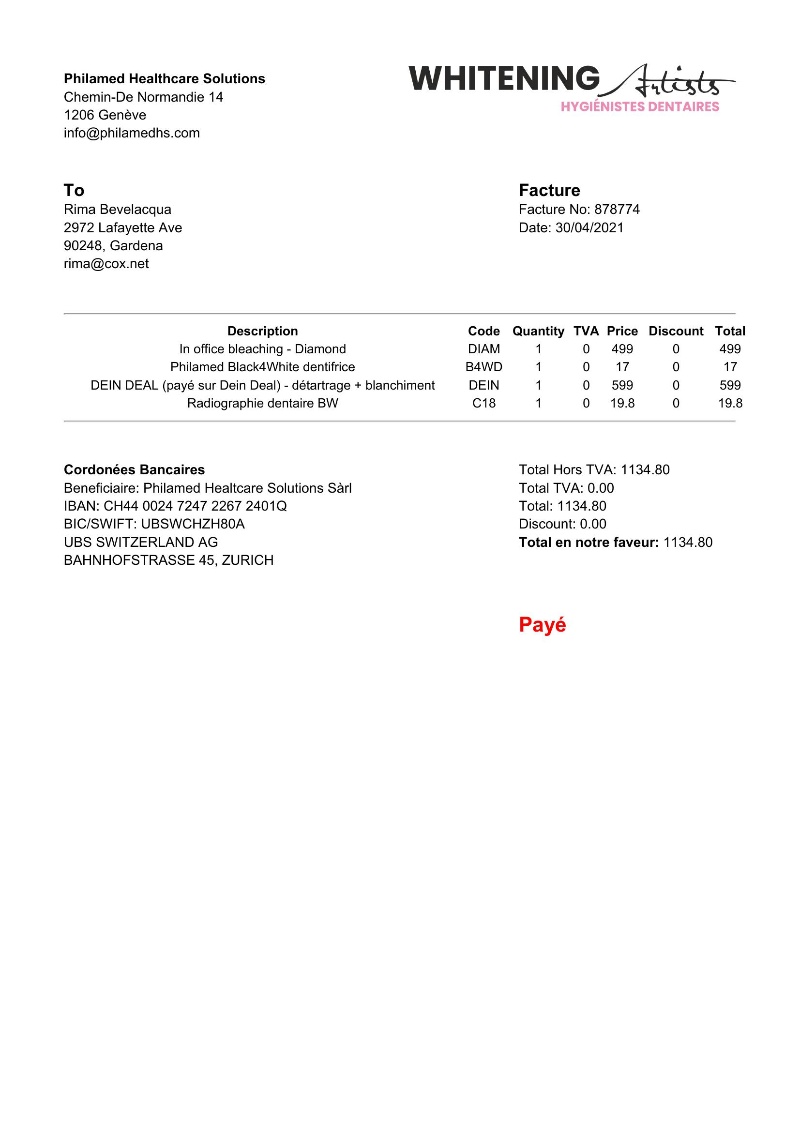 Philamed Healthcare Solutions
Chemin-De Normandie 14
1206 Genève
info@philamedhs.com
WHITENING Artists
HYGIÉNISTES DENTAIRES
To
Rima Bevelacqua
2972 Lafayette Ave
90248, Gardena
rima@cox.net
Facture
Facture No: 878774
Date: 30/04/2021
Description Code Quantity TVA Price Discount Total
In office bleaching - Diamond DIAM 1 0 499 0 499
Philamed Black4White dentifrice B4WD 1 0 17 0 17
DEIN DEAL (payé sur Dein Deal) - détartrage + blanchiment DEIN 1 0 599 0 599
Radiographie dentaire BW C18 1 0 19.8 0 19.8
Cordonées Bancaires
Beneficiaire: Philamed Healtcare Solutions Sàrl
IBAN: CH44 0024 7247 2267 2401Q
BIC/SWIFT: UBSWCHZH80A
UBS SWITZERLAND AG
BAHNHOFSTRASSE 45, ZURICH
Total Hors TVA: 1134.80
Total TVA: 0.00
Total: 1134.80
Discount: 0.00
Total en notre faveur: 1134.80
Payé